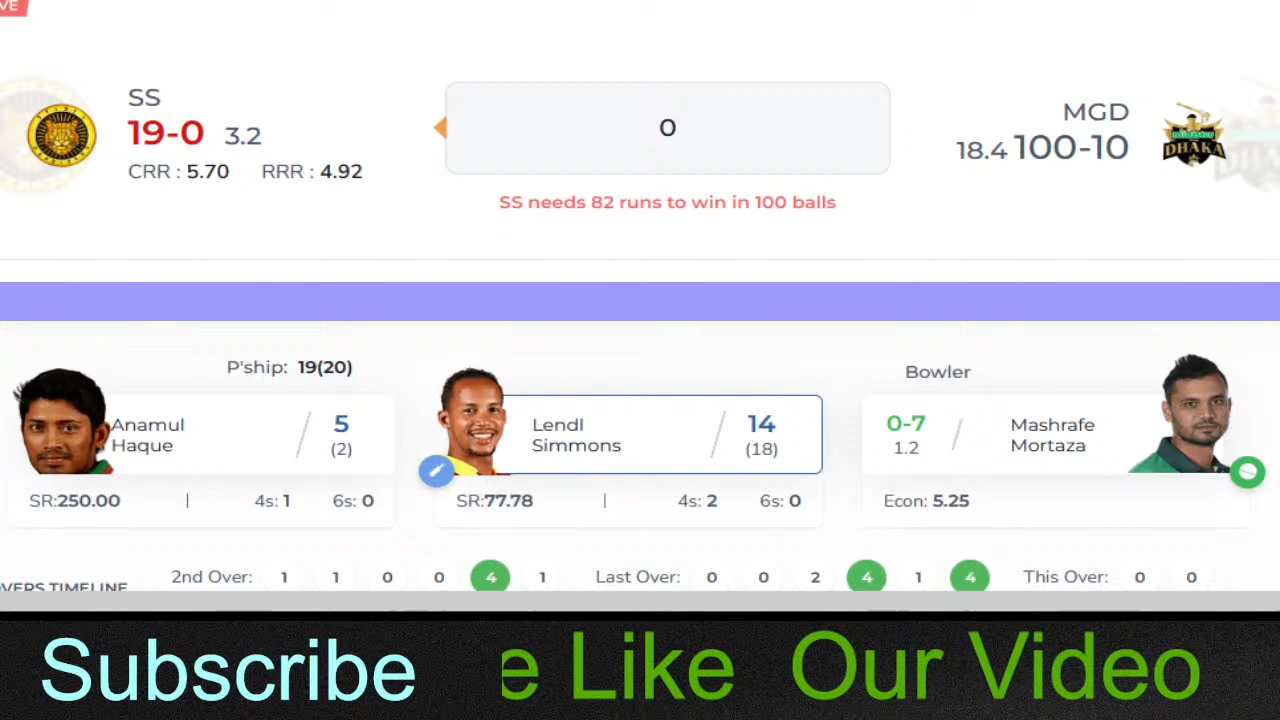 VE
SS
19-0 3.2
CRR : 5.70 RRR : 4.92
0
SS needs 82 runs to win in 100 balls
MGD
18.4 100-10
DHAKA
P'ship: 19(20)
Anamul
Haque
5
(2)
SR:250.00 | 4s: 1 6s: 0
Lendl
Simmons
14
(18)
SR:77.78 | 4s: 2 6s: 0
Bowler
0-7
1.2
Mashrafe
Mortaza
Econ: 5.25
OVERS TIMELINE
2nd Over: 1 1 0 0 4 1 Last Over: 0 0 2 4 1 4 This Over: 0 0
Subscribe e Like Our Video